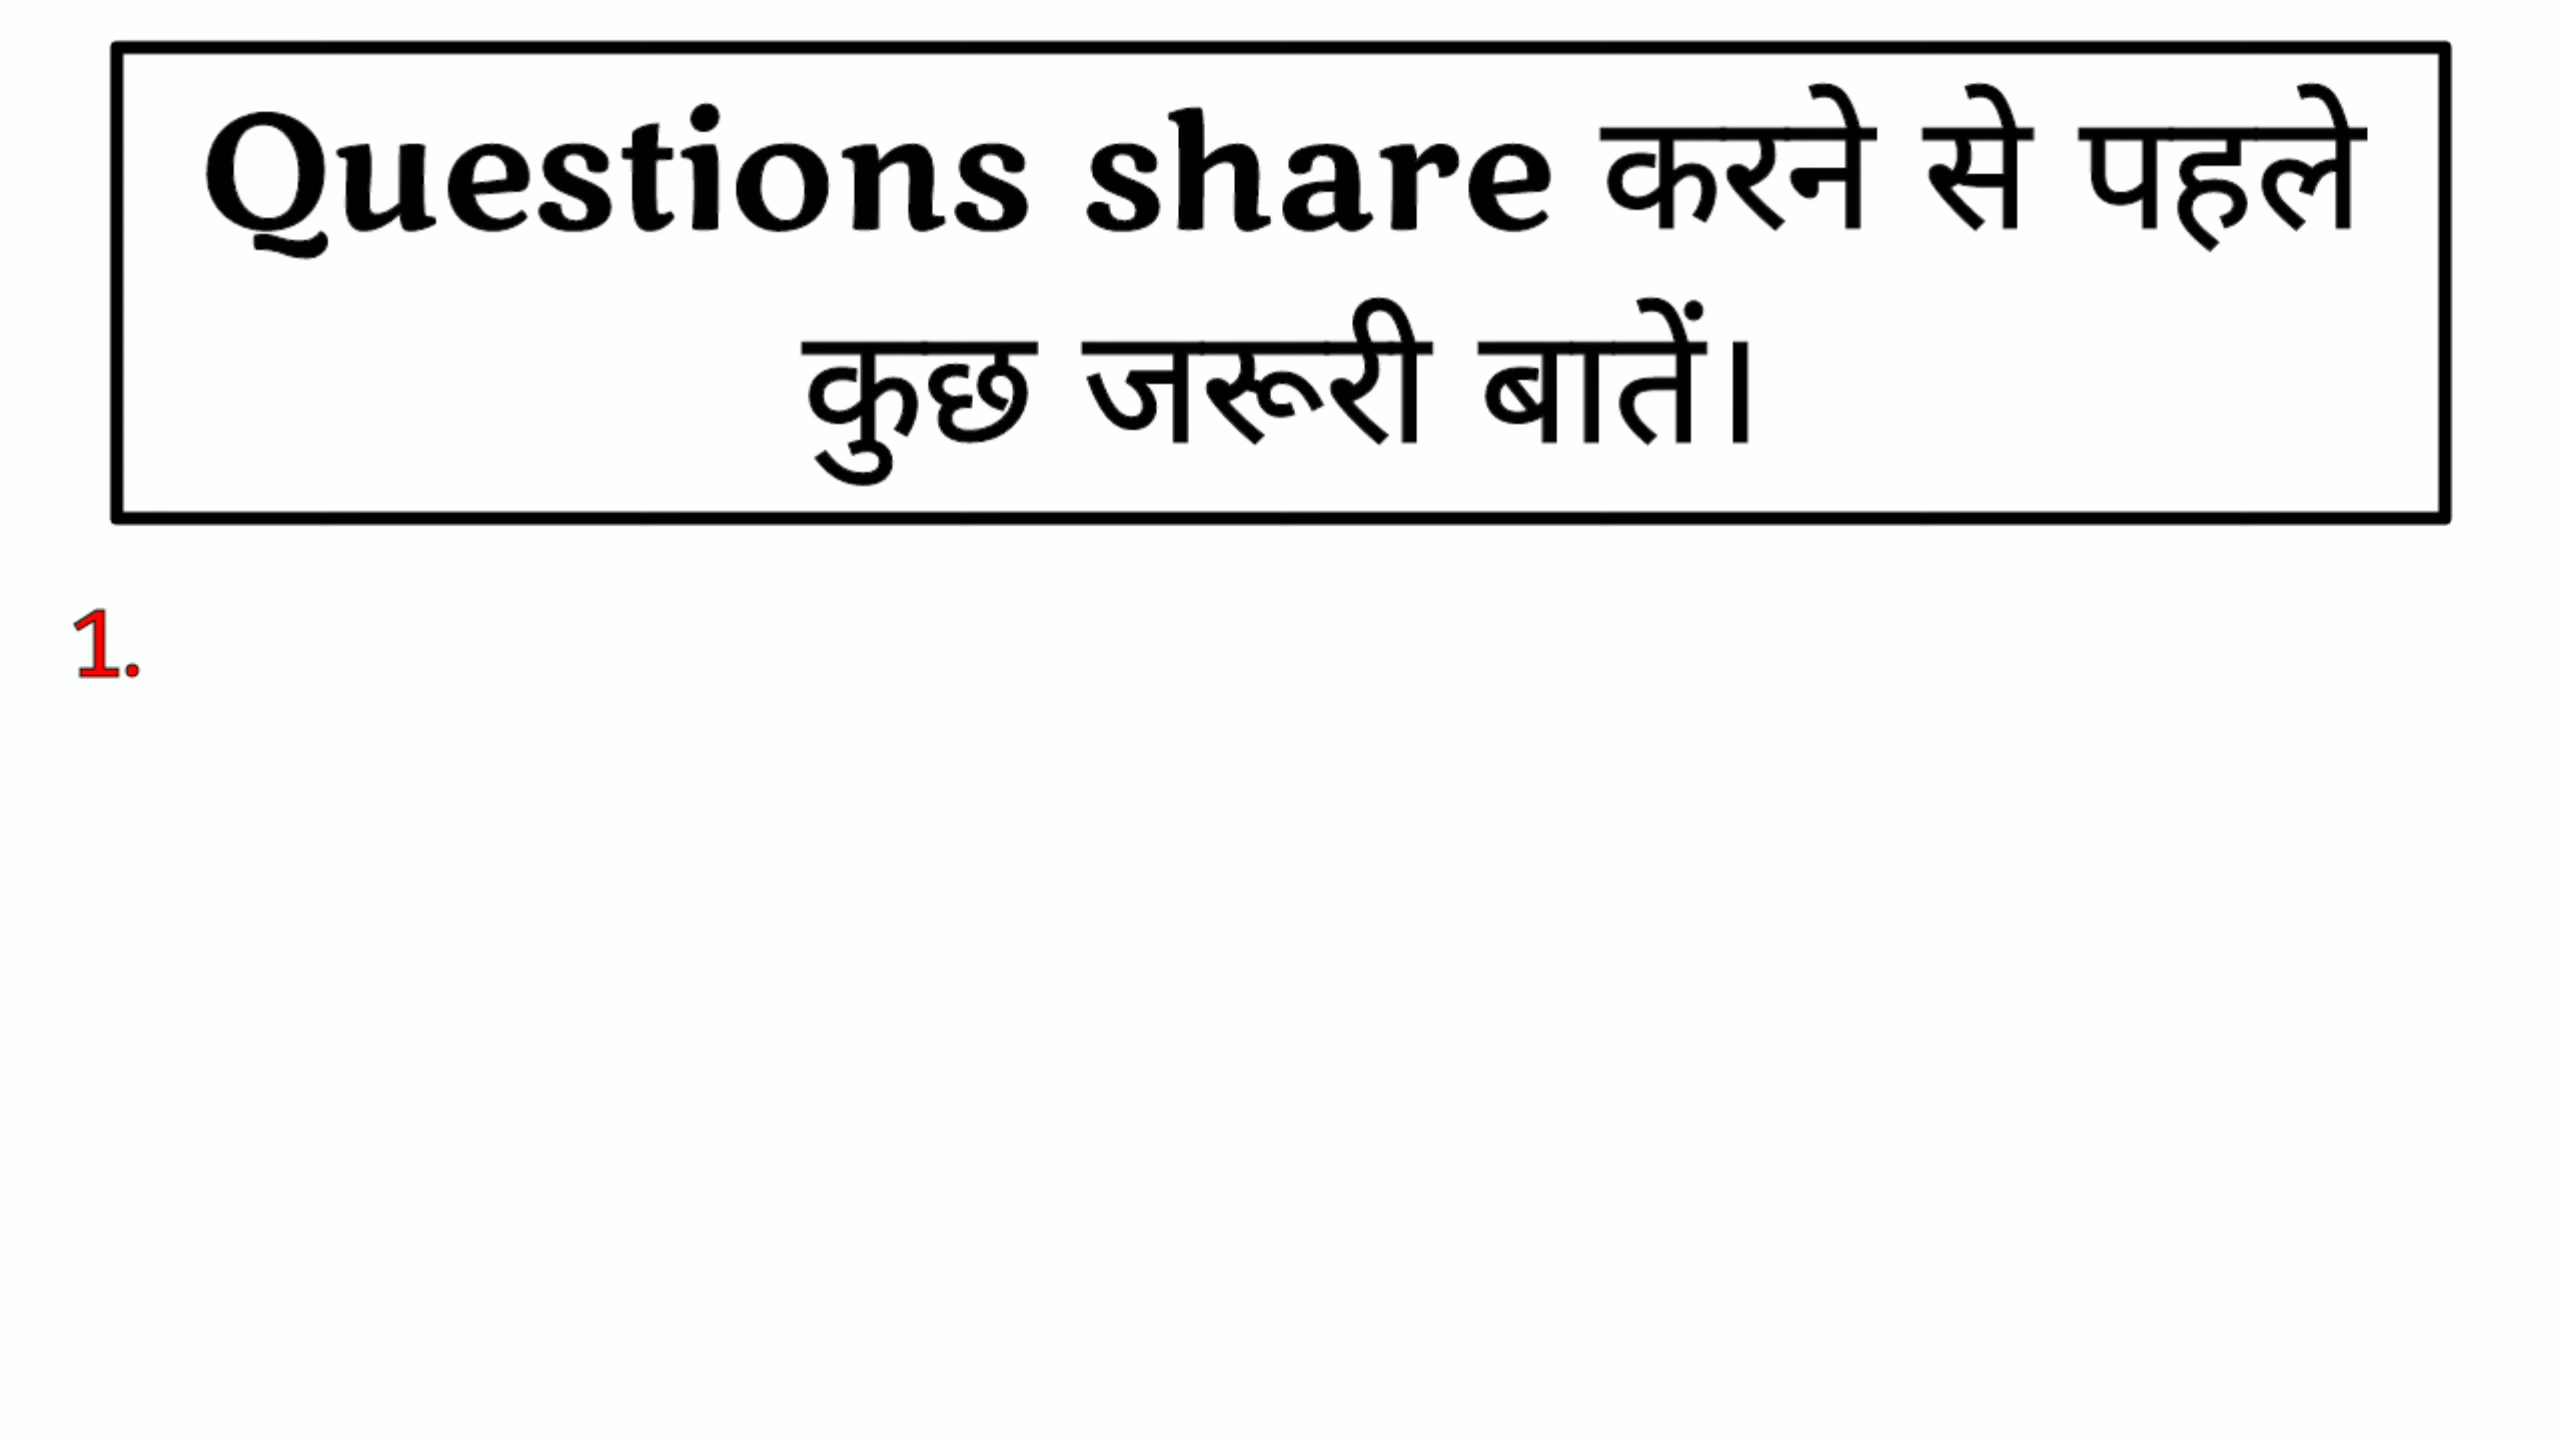 Questions share करने से पहले
कुछ जरूरी बातें।
1.